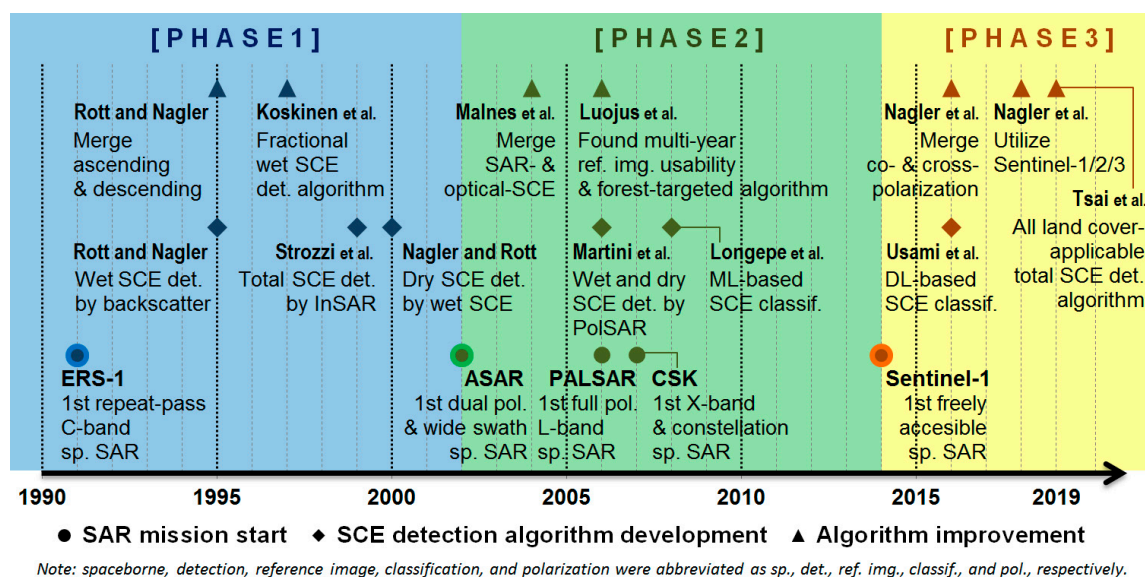 [ P H A S E 1 ]
[ P H A S E 2 ]
[ P H A S E 3 ]
Rott and Nagler
Merge
ascending
& descending
Koskinen et al.
Fractional
wet SCE
det. algorithm
Malnes et al.
Merge
SAR- &
optical-SCE
Luojus et al.
Found multi-year
ref. img. usability
& forest-targeted algorithm
Nagler et al.
Merge
co- & cross-
polarization
Nagler et al.
Utilize
Sentinel-1/2/3
Tsai et al.
All land cover-
applicable
total SCE det.
algorithm
Rott and Nagler
Wet SCE det.
by backscatter
Strozzi et al.
Total SCE det.
by InSAR
Nagler and Rott
Dry SCE det.
by wet SCE
Martini et al.
Wet and dry
SCE det. by
PolSAR
Longepe et al.
ML-based
SCE classif.
Usami et al.
DL-based
SCE classif.
ERS-1
1st repeat-pass
C-band
sp. SAR
ASAR
1st dual pol.
& wide swath
sp. SAR
PALSAR
1st full pol.
L-band
sp. SAR
CSK
1st X-band
& constellation
sp. SAR
Sentinel-1
1st freely
accesible
sp. SAR
1990 1995 2000 2005 2010 2015 2019
● SAR mission start ◆ SCE detection algorithm development ▲ Algorithm improvement
Note: spaceborne, detection, reference image, classification, and polarization were abbreviated as sp., det., ref. img., classif., and pol., respectively.